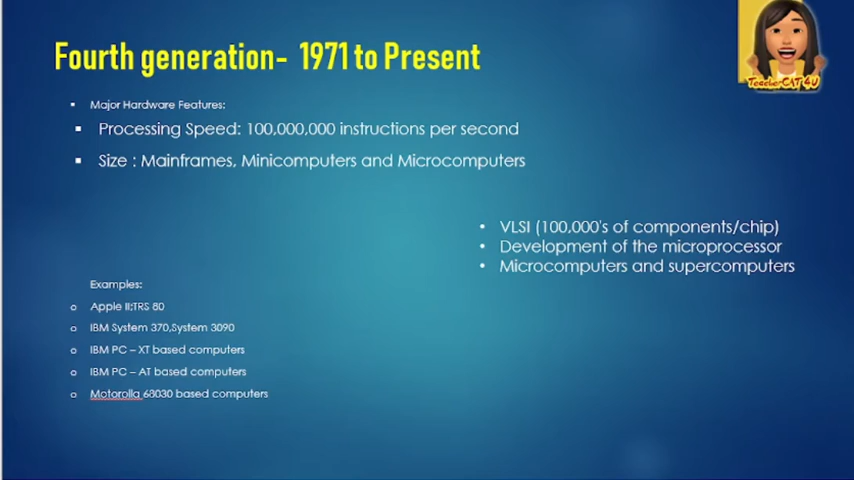 Fourth generation- 1971 to Present
TeacherCAT 4U
Major Hardware Features:
Processing Speed: 100,000,000 instructions per second
Size : Mainframes, Minicomputers and Microcomputers
VLSI (100,000's of components/chip)
Development of the microprocessor
Microcomputers and supercomputers
Examples:
Apple II;TRS 80
IBM System 370,System 3090
IBM PC – XT based computers
IBM PC – AT based computers
Motorolla 68030 based computers